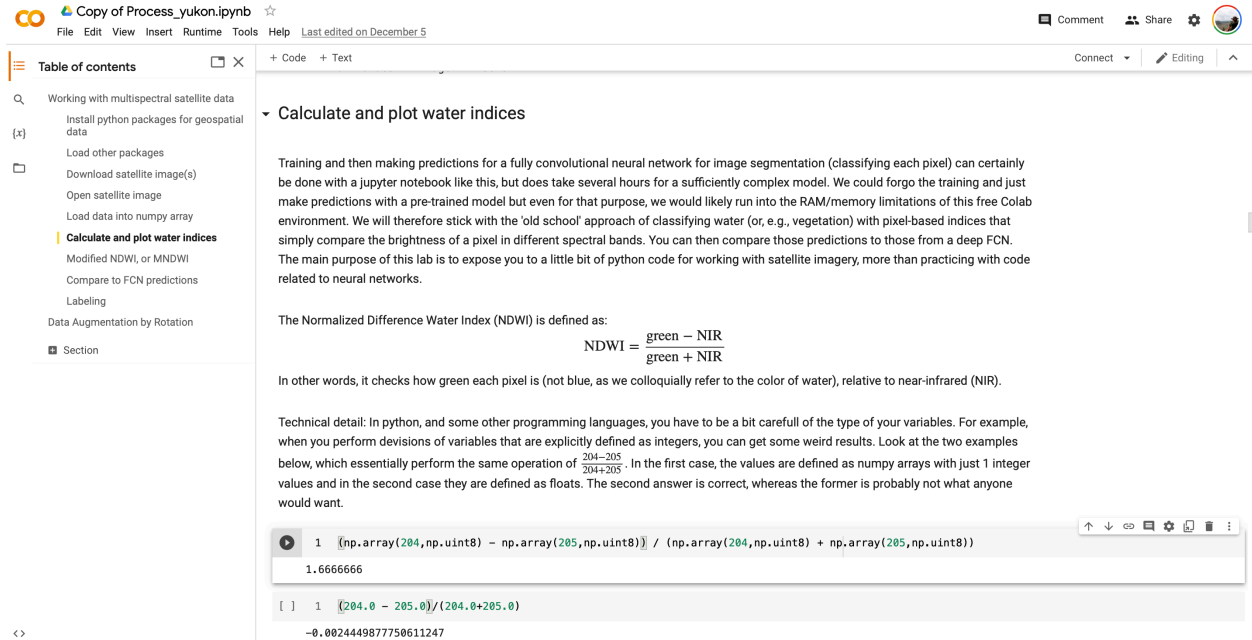 Copy of Process_yukon.ipynb
File Edit View Insert Runtime Tools Help Last edited on December 5
Comment Share
Table of contents
+ Code + Text
Connect Editing
Working with multispectral satellite data
Install python packages for geospatial
data
Load other packages
Download satellite image(s)
Open satellite image
Load data into numpy array
Calculate and plot water indices
Modified NDWI, or MNDWI
Compare to FCN predictions
Labeling
Data Augmentation by Rotation
Section
{x}
<>
Calculate and plot water indices
Training and then making predictions for a fully convolutional neural network for image segmentation (classifying each pixel) can certainly
be done with a jupyter notebook like this, but does take several hours for a sufficiently complex model. We could forgo the training and just
make predictions with a pre-trained model but even for that purpose, we would likely run into the RAM/memory limitations of this free Colab
environment. We will therefore stick with the 'old school' approach of classifying water (or, e.g., vegetation) with pixel-based indices that
simply compare the brightness of a pixel in different spectral bands. You can then compare those predictions to those from a deep FCN.
The main purpose of this lab is to expose you to a little bit of python code for working with satellite imagery, more than practicing with code
related to neural networks.
The Normalized Difference Water Index (NDWI) is defined as:
NDWI = green − NIR
green + NIR
In other words, it checks how green each pixel is (not blue, as we colloquially refer to the color of water), relative to near-infrared (NIR).
Technical detail: In python, and some other programming languages, you have to be a bit carefull of the type of your variables. For example,
when you perform devisions of variables that are explicitly defined as integers, you can get some weird results. Look at the two examples
below, which essentially perform the same operation of 204−205/204+205. In the first case, the values are defined as numpy arrays with just 1 integer
values and in the second case they are defined as floats. The second answer is correct, whereas the former is probably not what anyone
would want.
1 (np.array(204,np.uint8) - np.array(205,np.uint8)) / (np.array(204,np.uint8) + np.array(205,np.uint8))
1.6666666
[ ] 1 (204.0 - 205.0)/(204.0+205.0)
-0.0024449877750611247